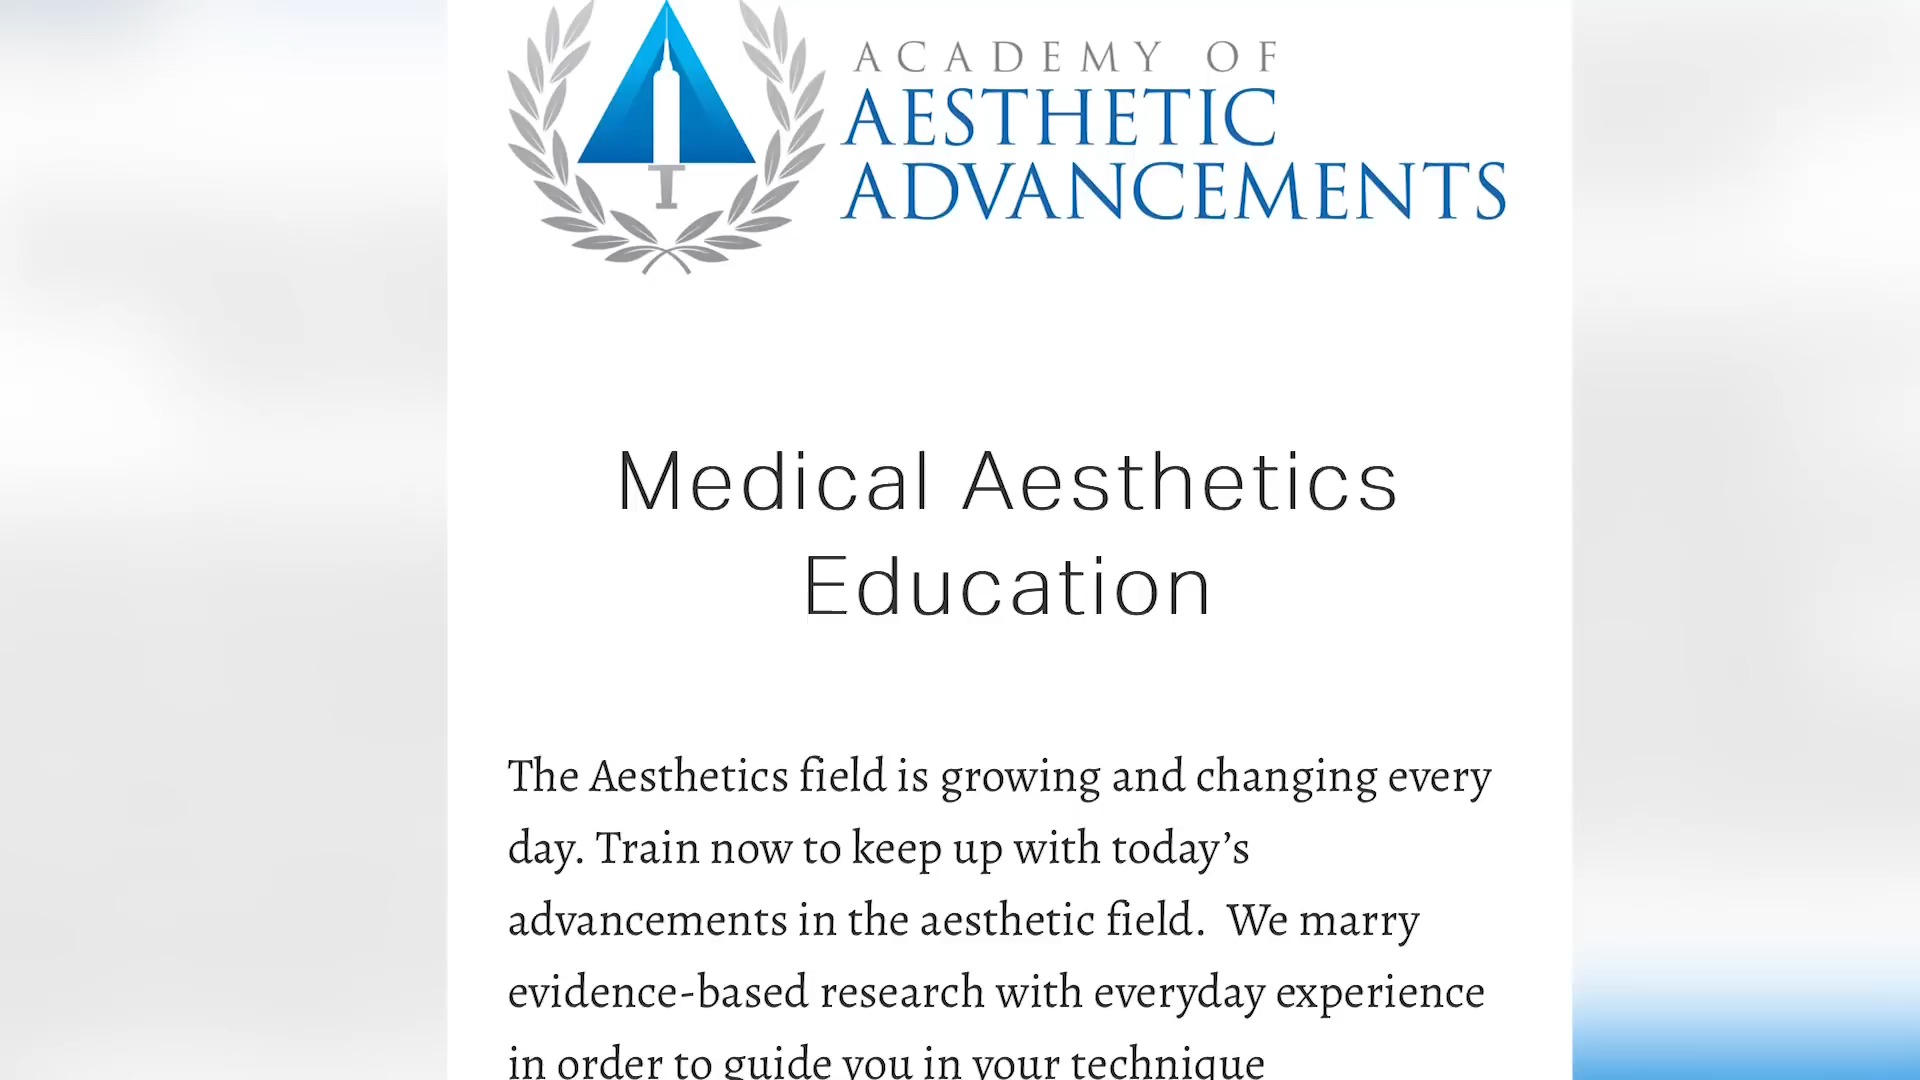 ACADEMY OF
AESTHETIC
ADVANCEMENTS
Medical Aesthetics
Education
The Aesthetics field is growing and changing every
day. Train now to keep up with today’s
advancements in the aesthetic field.  We marry
evidence-based research with everyday experience
in order to guide you in your technique